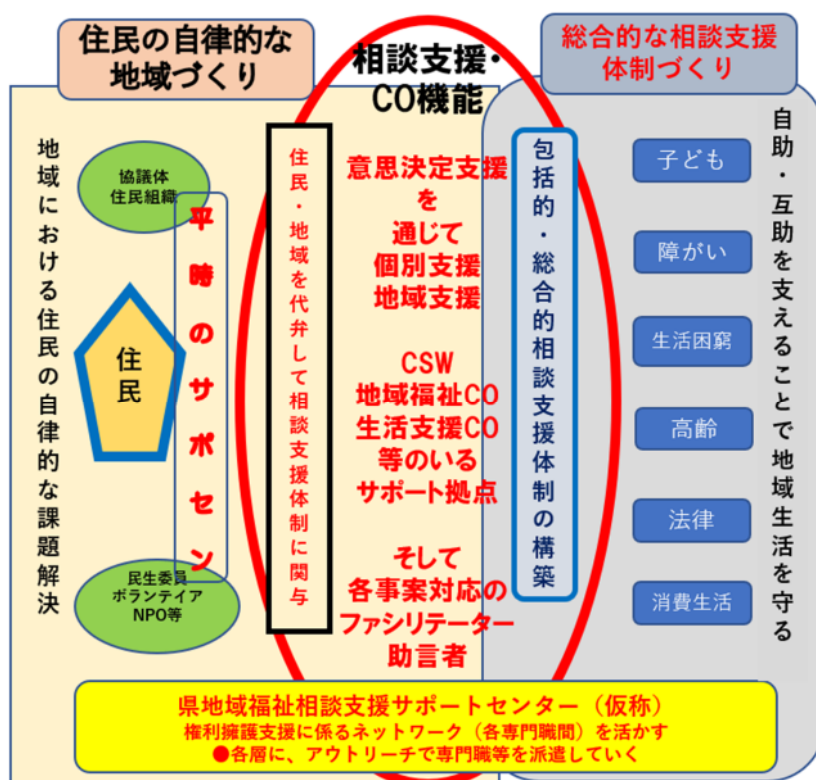 住民の自律的な
地域づくり
相談支援・
CO機能
総合的な相談支援
体制づくり
地域における住民の自律的な課題解決
協議体
住民組織
住民
民生委員
ボランテイア
NPO等
平時のサポセン
住民・地域を代弁して相談支援体制に関与
意思決定支援
を
通じて
個別支援
地域支援
CSW
地域福祉CO
生活支援CO
等のいる
サポート拠点
そして
各事案対応の
ファシリテーター
助言者
包括的・総合的相談支援体制の構築
子ども
障がい
生活困窮
高齢
法律
消費生活
自助・互助を支えることで地域生活を守る
県地域福祉相談支援サポートセンター（仮称）
権利擁護支援に係るネットワーク（各専門職間）を活かす
●各層に、アウトリーチで専門職等を派遣していく